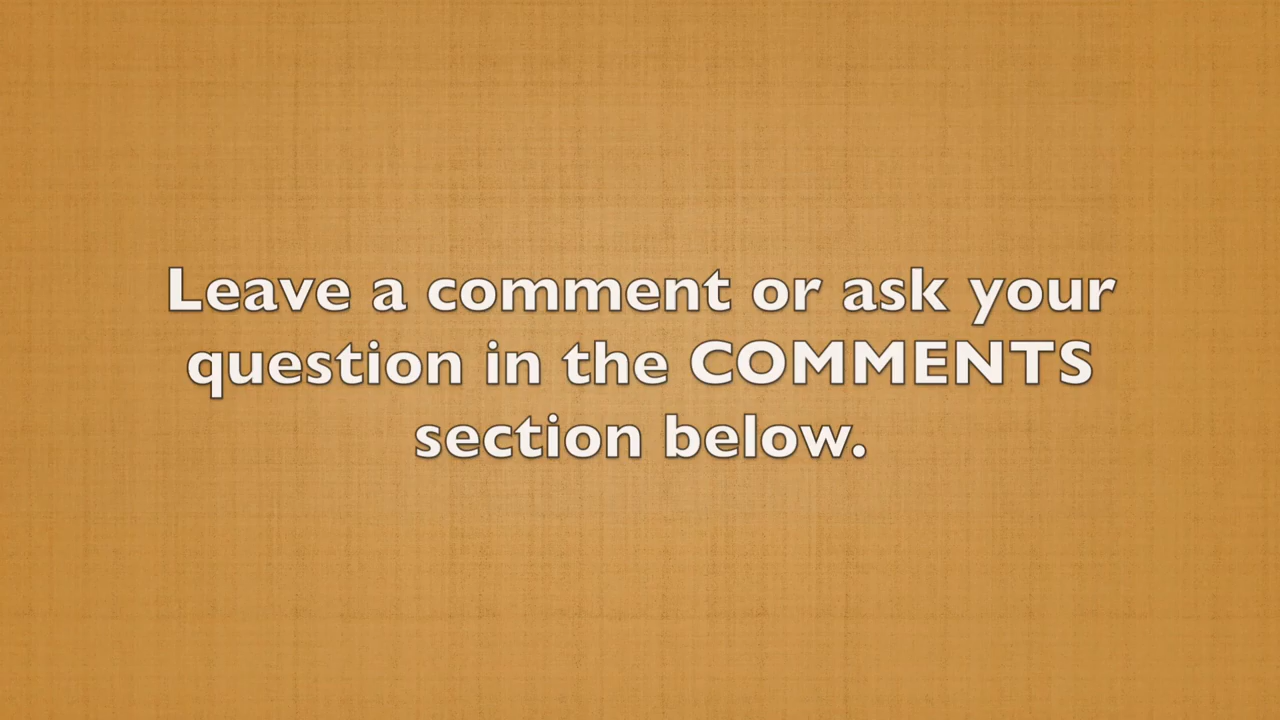 Leave a comment or ask your
question in the COMMENTS
section below.